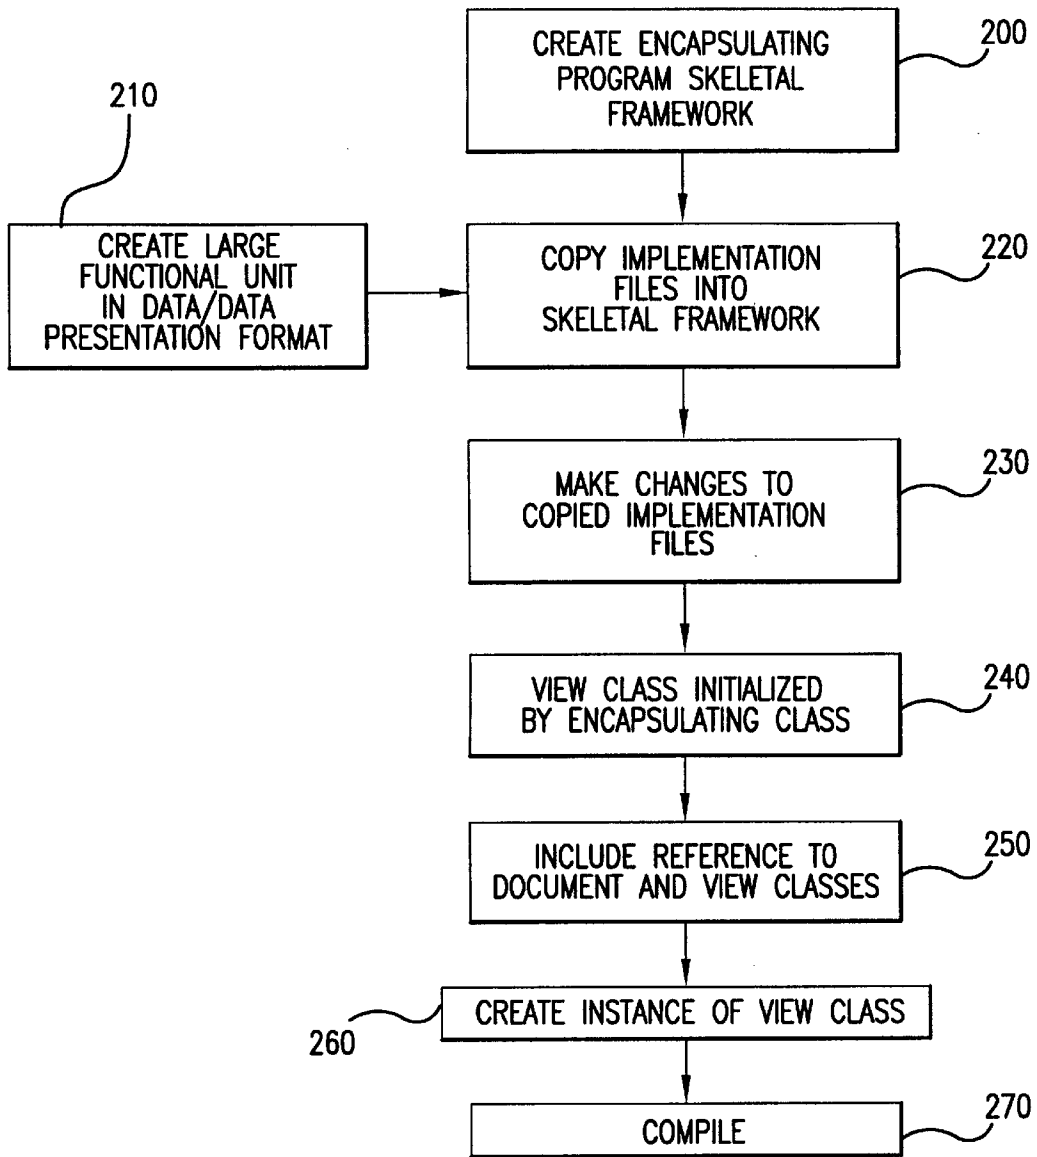 CREATE ENCAPSULATING
PROGRAM SKELETAL
FRAMEWORK
200
210
CREATE LARGE
FUNCTIONAL UNIT
IN DATA/DATA
PRESENTATION FORMAT
COPY IMPLEMENTATION
FILES INTO
SKELETAL FRAMEWORK
220
MAKE CHANGES TO
COPIED IMPLEMENTATION
FILES
230
VIEW CLASS INITIALIZED
BY ENCAPSULATING CLASS
240
INCLUDE REFERENCE TO
DOCUMENT AND VIEW CLASSES
250
CREATE INSTANCE OF VIEW CLASS
260
COMPILE
270